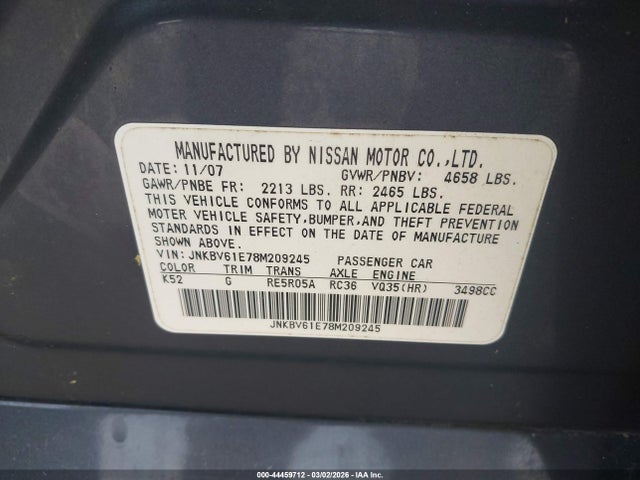 MANUFACTURED BY NISSAN MOTOR CO.,LTD.
DATE: 11/07 GVWR/PNBV: 4658 LBS.
GAWR/PNBE FR: 2213 LBS. RR: 2465 LBS.
THIS VEHICLE CONFORMS TO ALL APPLICABLE FEDERAL
MOTOR VEHICLE SAFETY,BUMPER,AND THEFT PREVENTION
STANDARDS IN EFFECT ON THE DATE OF MANUFACTURE
SHOWN ABOVE.
VIN: JNKBV61E78M209245 PASSENGER CAR
COLOR TRIM TRANS AXLE ENGINE
K52 G RE5R05A RC36 VQ35(HR) 3498CC
JNKBV61E78M209245
000-44459712 | 03/02/2026 - IAA Inc.